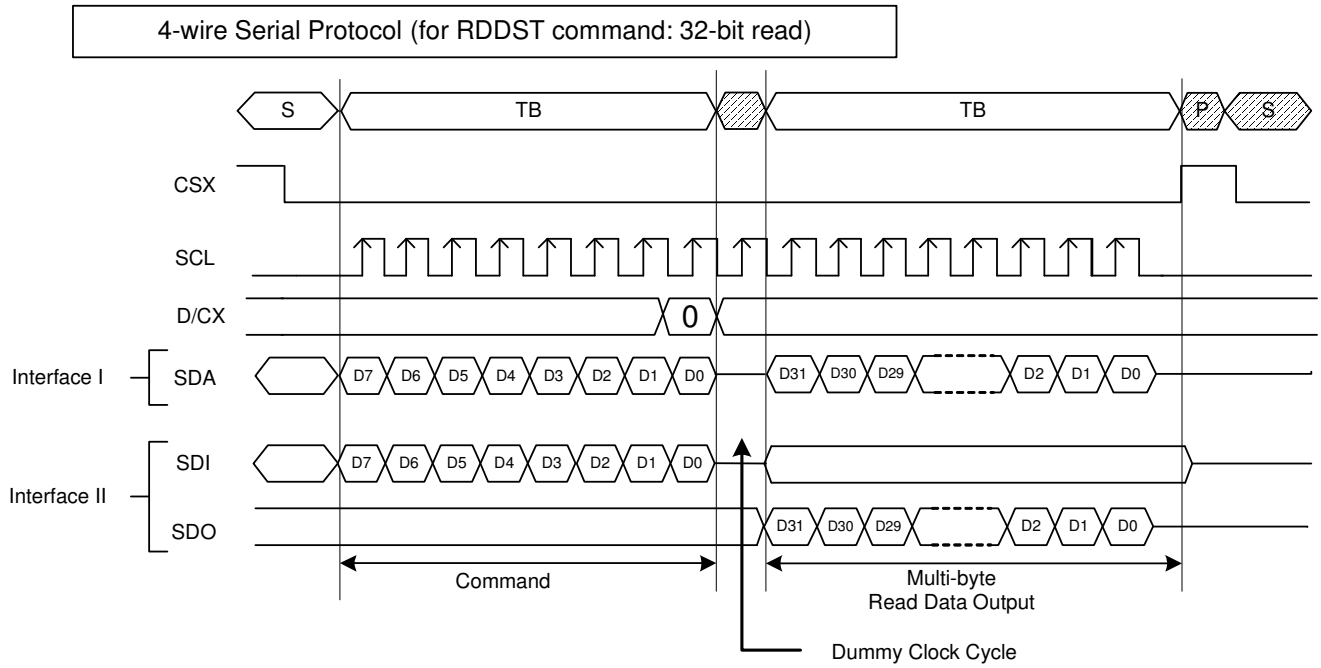 4-wire Serial Protocol (for RDDST command: 32-bit read)
S TB TB P S
CSX
SCL
D/CX 0
Interface I SDA D7 D6 D5 D4 D3 D2 D1 D0 D31 D30 D29 D2 D1 D0
SDI D7 D6 D5 D4 D3 D2 D1 D0
Interface II
SDO D31 D30 D29 D2 D1 D0
Command Multi-byte
Read Data Output
Dummy Clock Cycle